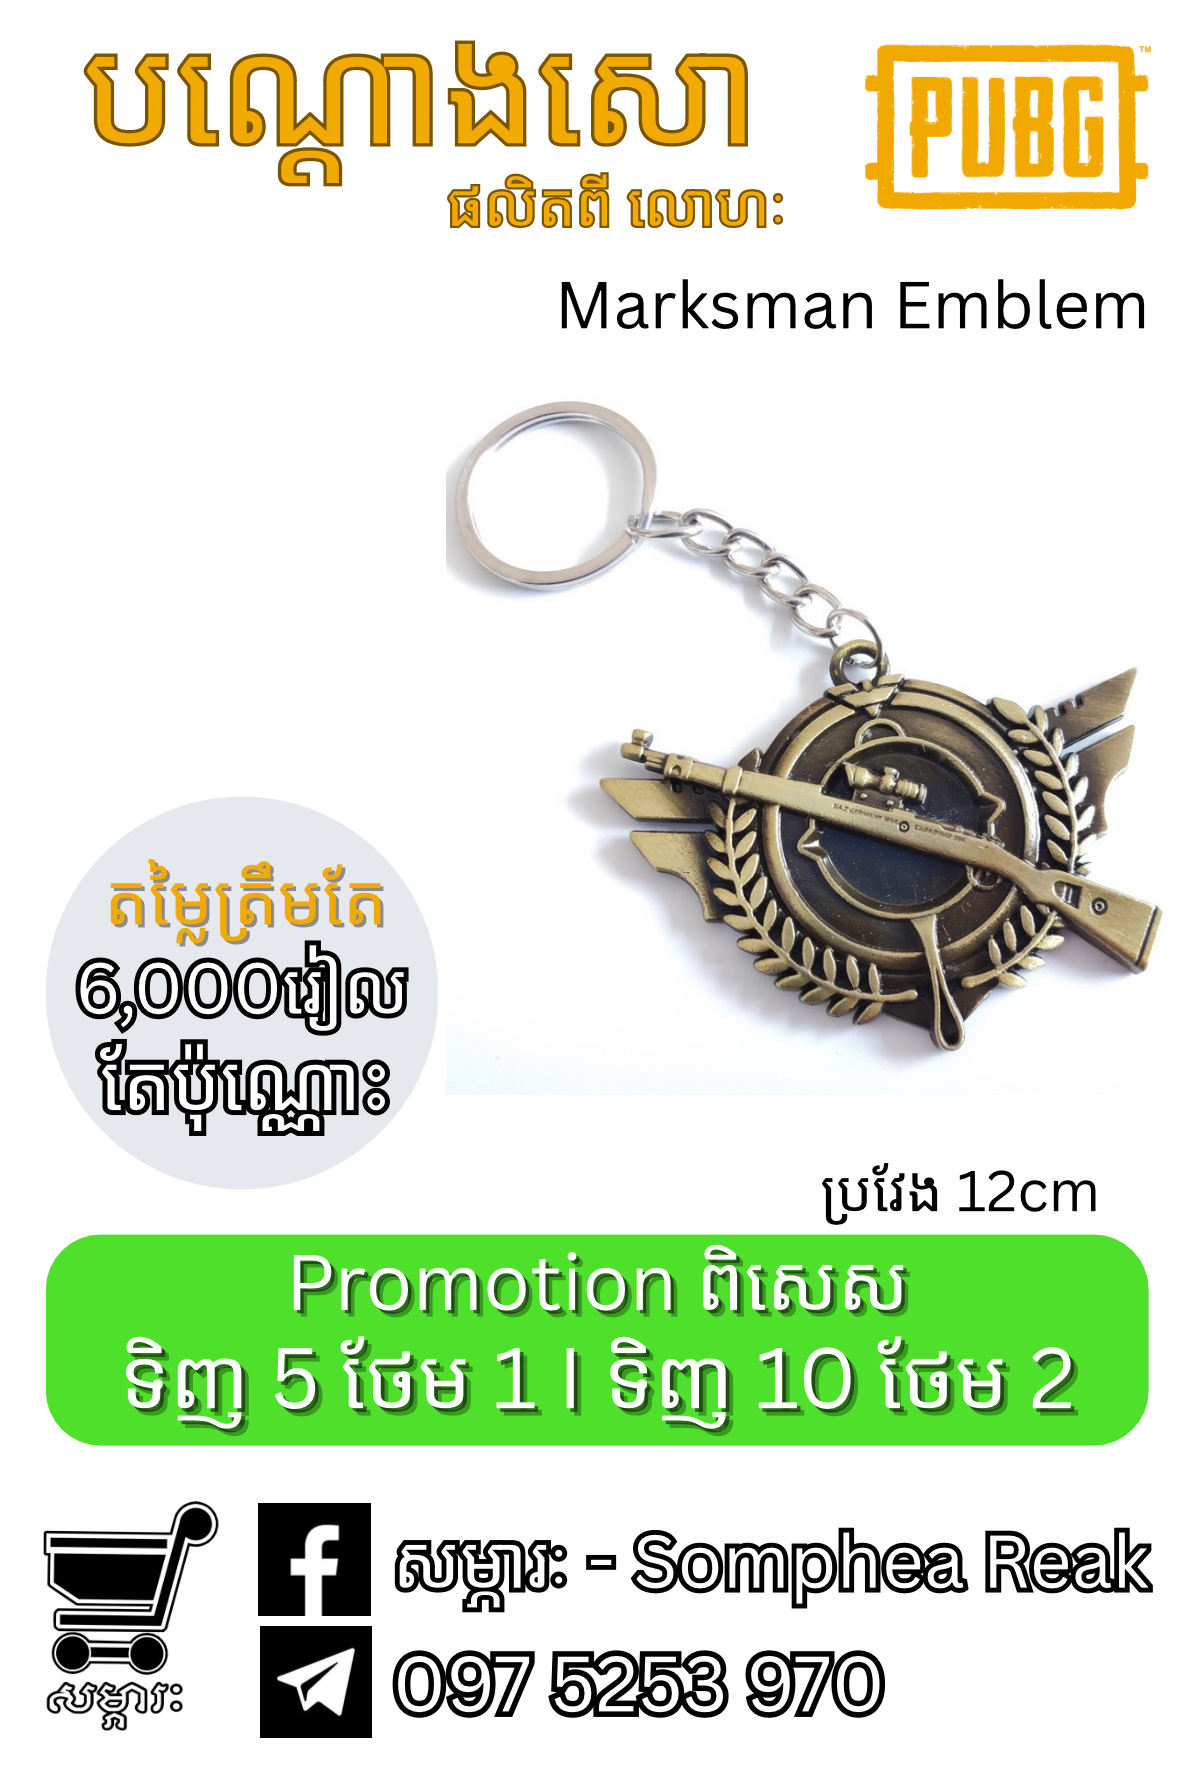 បណ្ដោងសោ
PUBG™
ផលិតពី លោហៈ
Marksman Emblem
តម្លៃត្រឹមតែ
6,000រៀល
តែប៉ុណ្ណោះ
ប្រវែង 12cm
Promotion ពិសេស
ទិញ 5 ថែម 1 | ទិញ 10 ថែម 2
សម្ភារៈ - Somphea Reak
097 5253 970
សម្ភារៈ